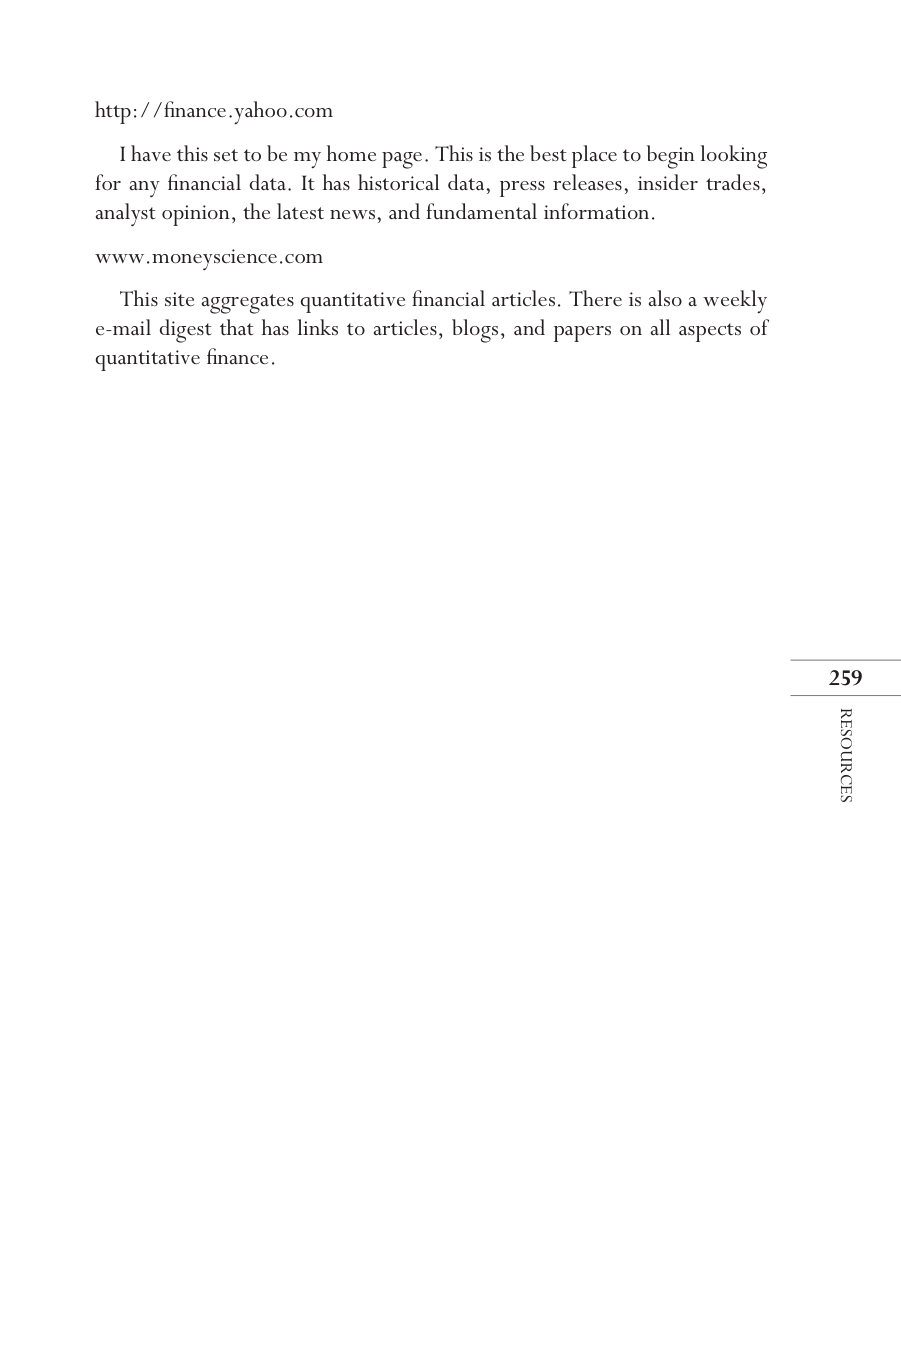 http://finance.yahoo.com
I have this set to be my home page. This is the best place to begin looking
for any financial data. It has historical data, press releases, insider trades,
analyst opinion, the latest news, and fundamental information.
www.moneyscience.com
This site aggregates quantitative financial articles. There is also a weekly
e-mail digest that has links to articles, blogs, and papers on all aspects of
quantitative finance.
259
RESOURCES